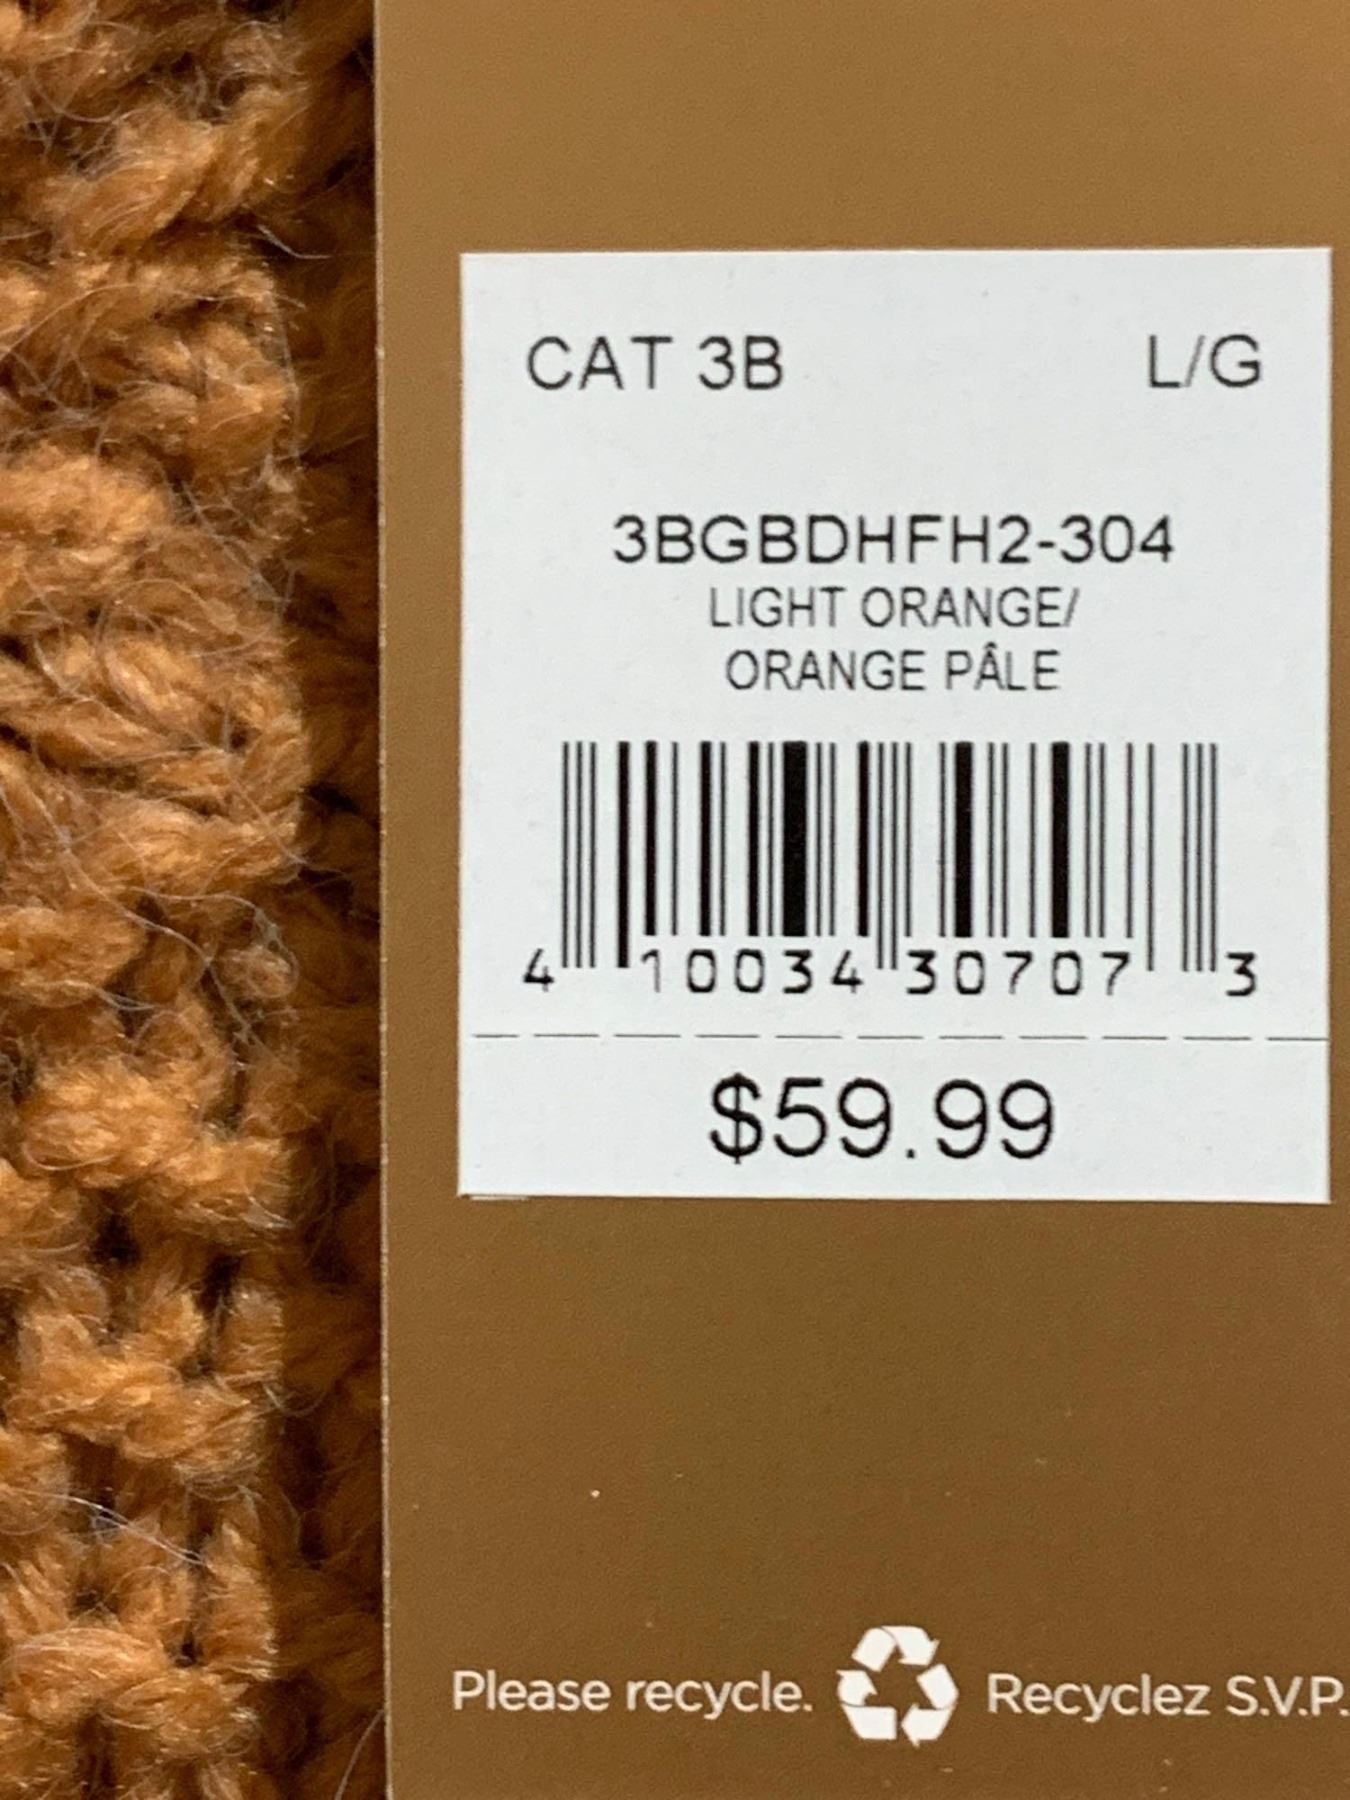 CAT 3B L/G
3BGBDHFH2-304
LIGHT ORANGE/
ORANGE PÂLE
4 10034 30707 3
$59.99
Please recycle. Recyclez S.V.P.